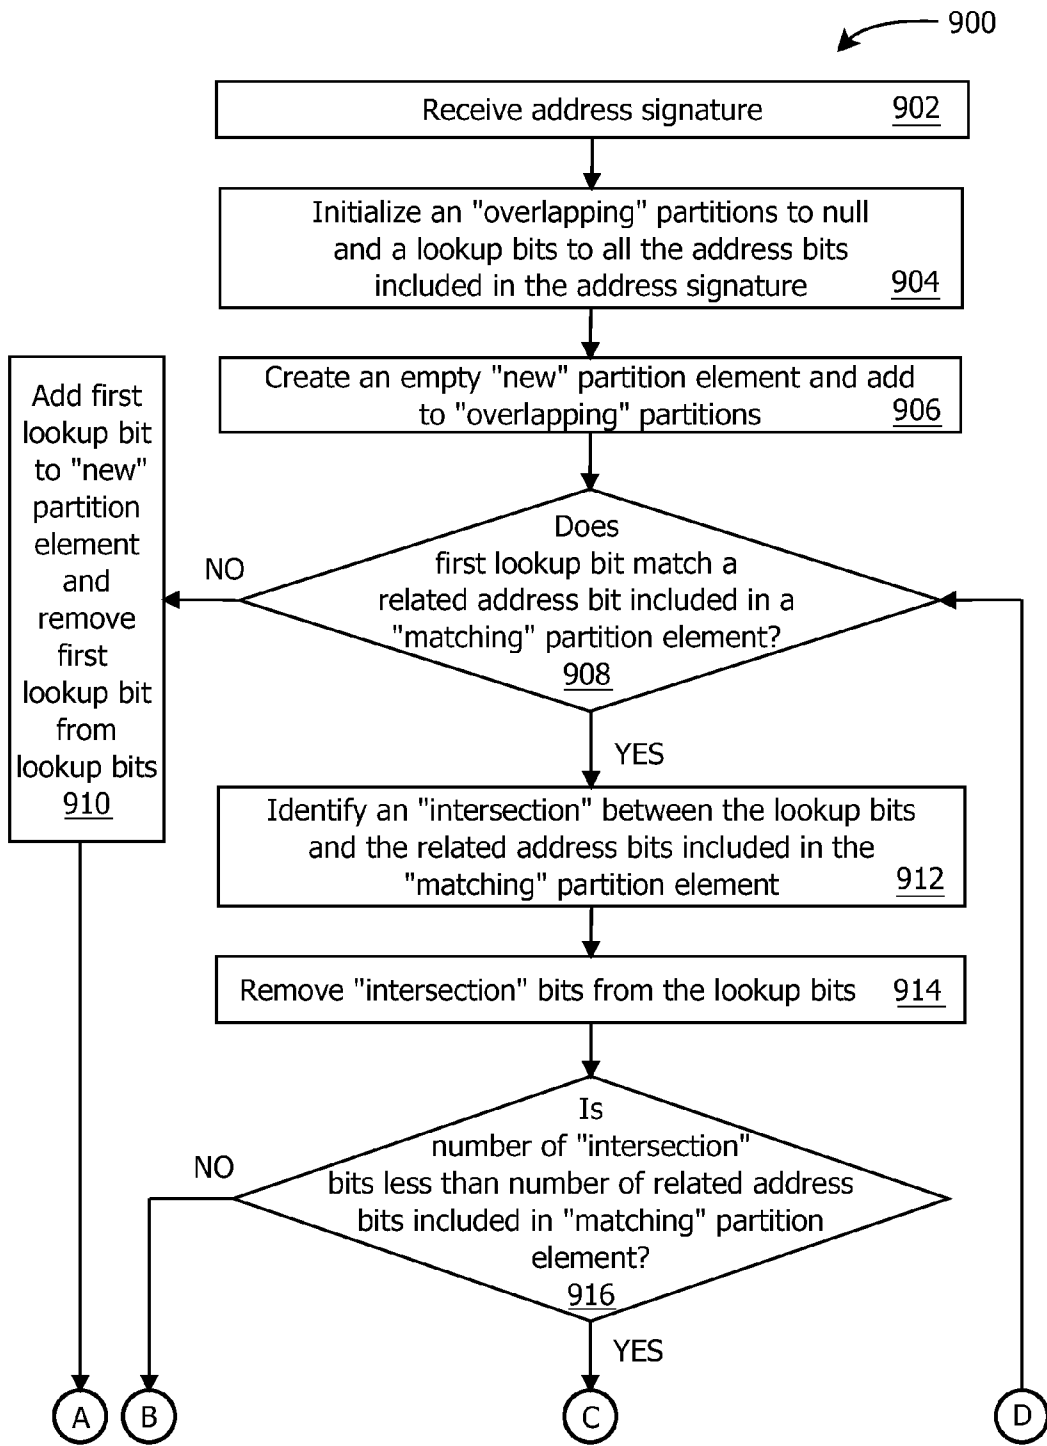 900
Receive address signature 902
Initialize an "overlapping" partitions to null
and a lookup bits to all the address bits
included in the address signature 904
Create an empty "new" partition element and add
to "overlapping" partitions 906
Add first
lookup bit
to "new"
partition
element
and
remove
first
lookup bit
from
lookup bits
910
Does
first lookup bit match a
related address bit included in a
"matching" partition element?
908
NO
YES
Identify an "intersection" between the lookup bits
and the related address bits included in the
"matching" partition element 912
Remove "intersection" bits from the lookup bits 914
Is
number of "intersection"
bits less than number of related address
bits included in "matching" partition
element?
916
NO
YES
A B C D